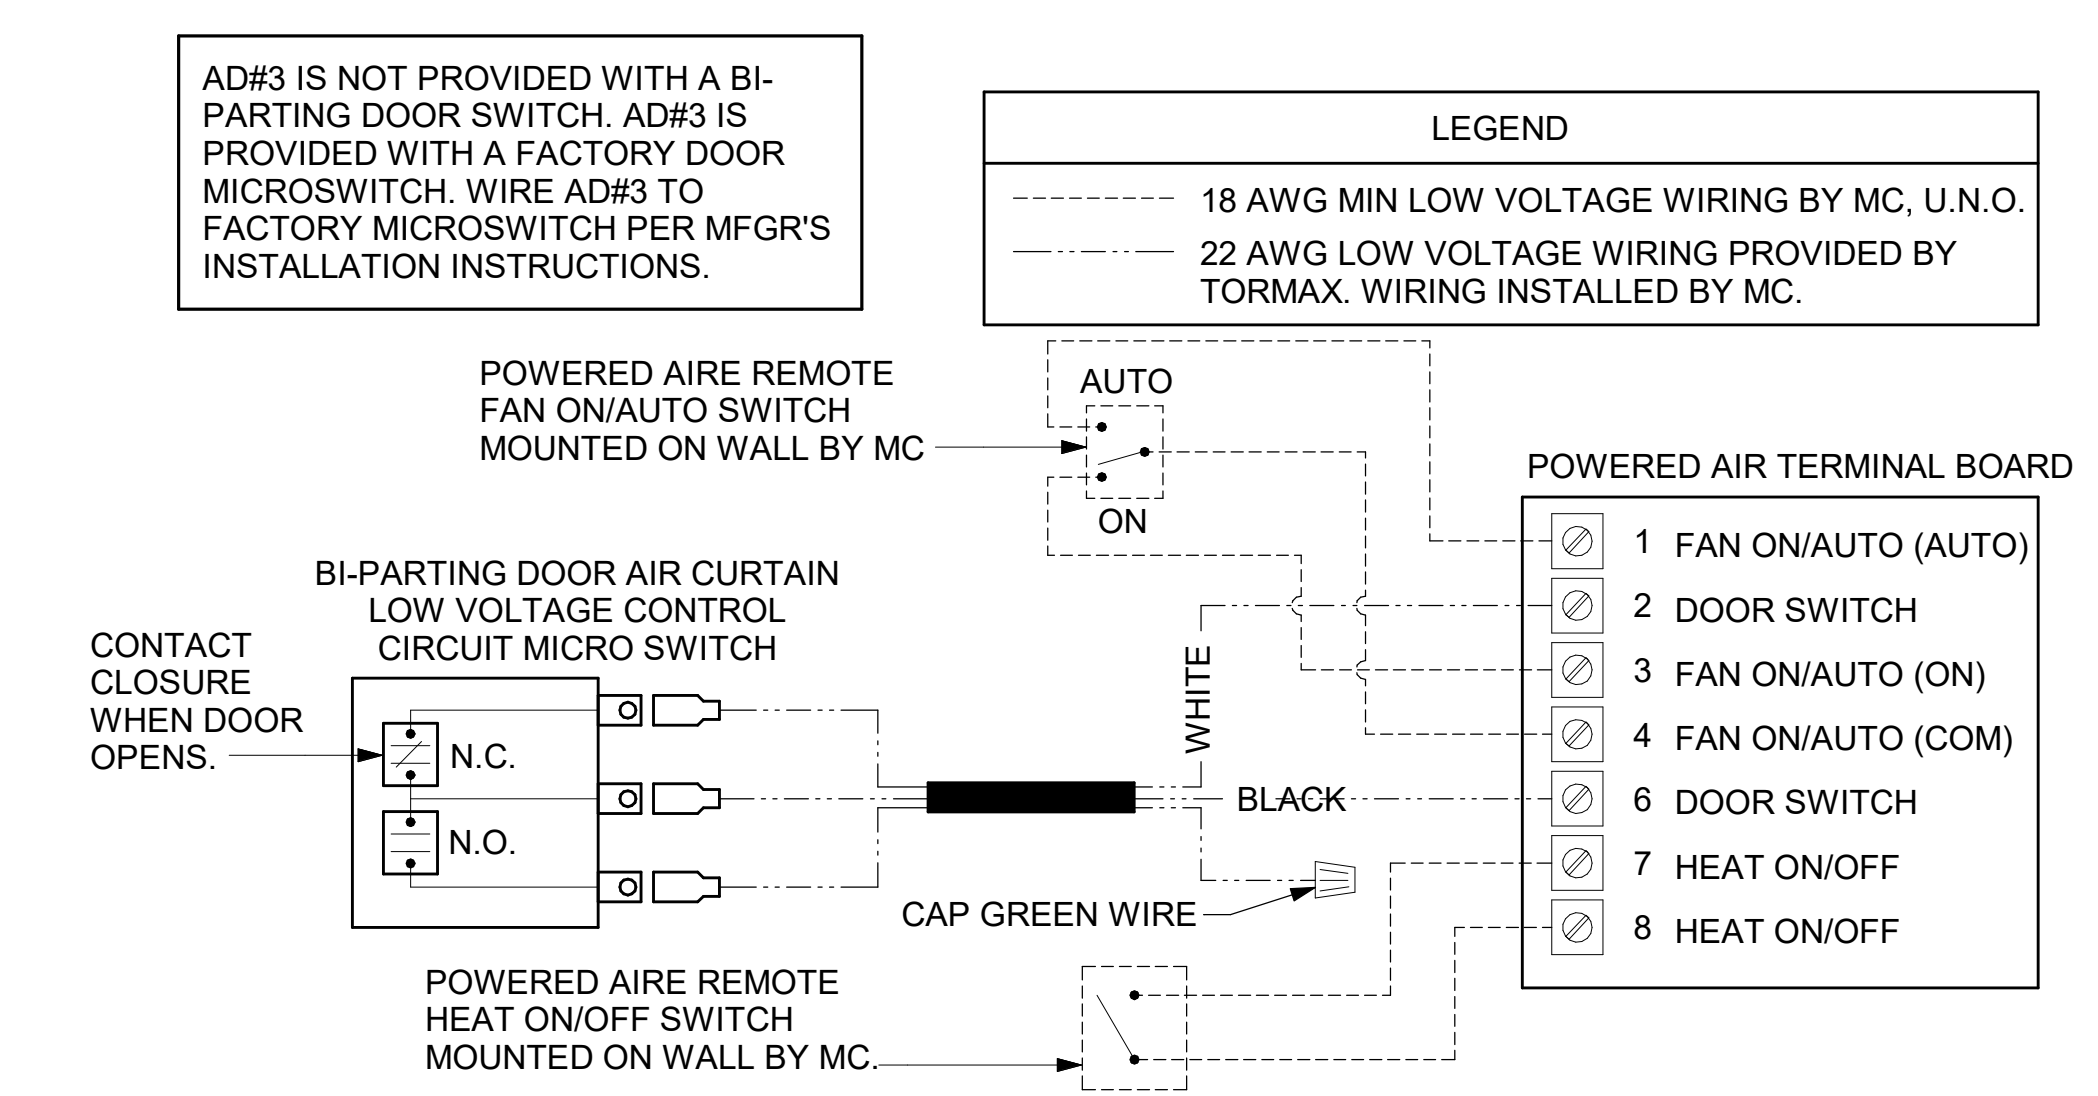 AD#3 IS NOT PROVIDED WITH A BI-
PARTING DOOR SWITCH. AD#3 IS
PROVIDED WITH A FACTORY DOOR
MICROSWITCH. WIRE AD#3 TO
FACTORY MICROSWITCH PER MFGR'S
INSTALLATION INSTRUCTIONS.
LEGEND
18 AWG MIN LOW VOLTAGE WIRING BY MC, U.N.O.
22 AWG LOW VOLTAGE WIRING PROVIDED BY
TORMAX. WIRING INSTALLED BY MC.
POWERED AIRE REMOTE
FAN ON/AUTO SWITCH
MOUNTED ON WALL BY MC
AUTO
ON
POWERED AIR TERMINAL BOARD
1 FAN ON/AUTO (AUTO)
2 DOOR SWITCH
3 FAN ON/AUTO (ON)
4 FAN ON/AUTO (COM)
6 DOOR SWITCH
7 HEAT ON/OFF
8 HEAT ON/OFF
BI-PARTING DOOR AIR CURTAIN
LOW VOLTAGE CONTROL
CIRCUIT MICRO SWITCH
CONTACT
CLOSURE
WHEN DOOR
OPENS.
N.C.
N.O.
WHITE
BLACK
CAP GREEN WIRE
POWERED AIRE REMOTE
HEAT ON/OFF SWITCH
MOUNTED ON WALL BY MC.